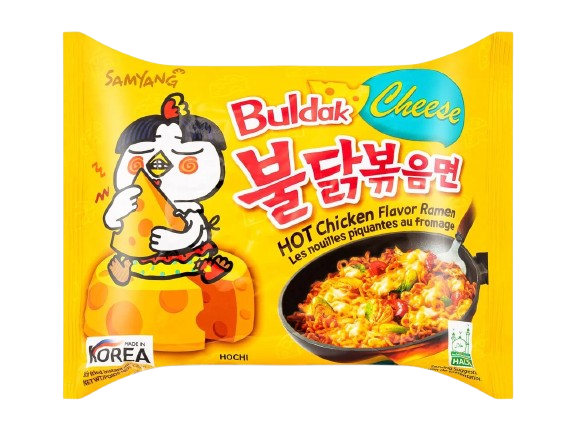 SAMYANG
Buldak
Cheese
불닭볶음면
HOT Chicken Flavor Ramen
Les nouilles piquantes au fromage
MADE IN
KOREA
HOCHI
HALAL